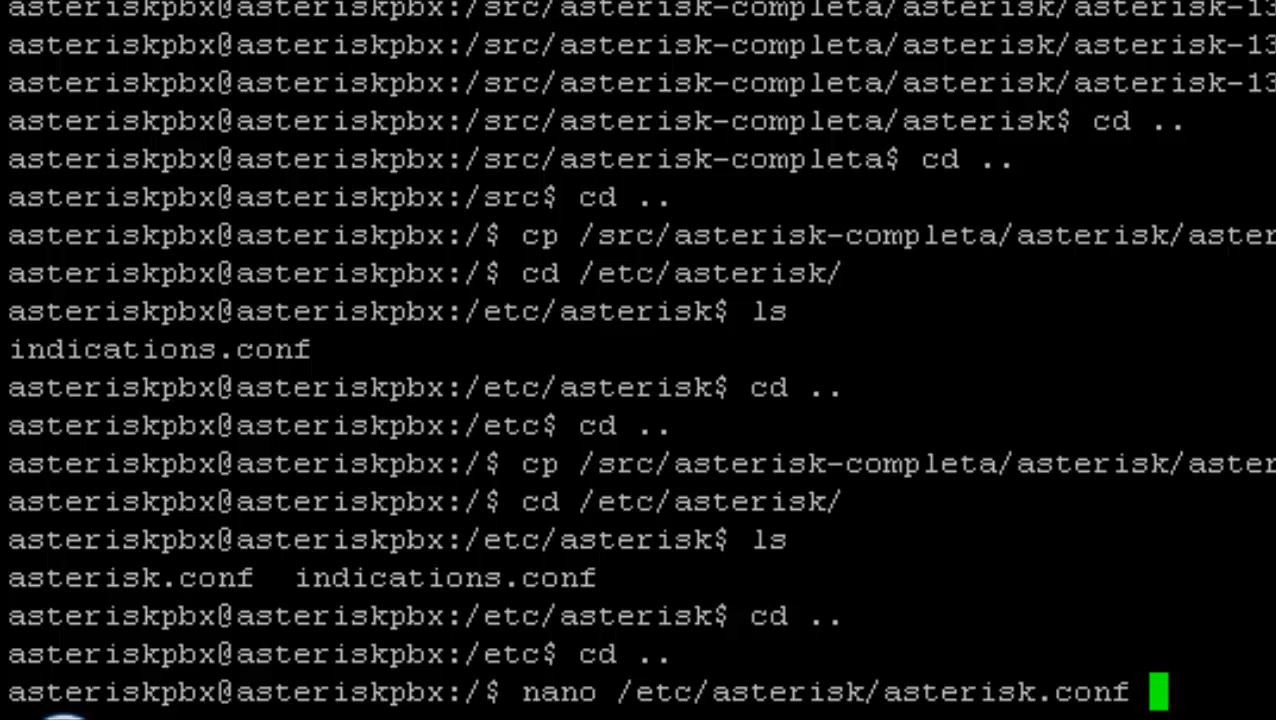 asteriskpbx@asteriskpbx:/src/asterisk-completa/asterisk/asterisk-13
asteriskpbx@asteriskpbx:/src/asterisk-completa/asterisk/asterisk-13
asteriskpbx@asteriskpbx:/src/asterisk-completa/asterisk/asterisk-13
asteriskpbx@asteriskpbx:/src/asterisk-completa/asterisk$ cd ..
asteriskpbx@asteriskpbx:/src/asterisk-completa$ cd ..
asteriskpbx@asteriskpbx:/src$ cd ..
asteriskpbx@asteriskpbx:/$ cp /src/asterisk-completa/asterisk/aster
asteriskpbx@asteriskpbx:/$ cd /etc/asterisk/
asteriskpbx@asteriskpbx:/etc/asterisk$ ls
indications.conf
asteriskpbx@asteriskpbx:/etc/asterisk$ cd ..
asteriskpbx@asteriskpbx:/etc$ cd ..
asteriskpbx@asteriskpbx:/$ cp /src/asterisk-completa/asterisk/aster
asteriskpbx@asteriskpbx:/$ cd /etc/asterisk/
asteriskpbx@asteriskpbx:/etc/asterisk$ ls
asterisk.conf  indications.conf
asteriskpbx@asteriskpbx:/etc/asterisk$ cd ..
asteriskpbx@asteriskpbx:/etc$ cd ..
asteriskpbx@asteriskpbx:/$ nano /etc/asterisk/asterisk.conf